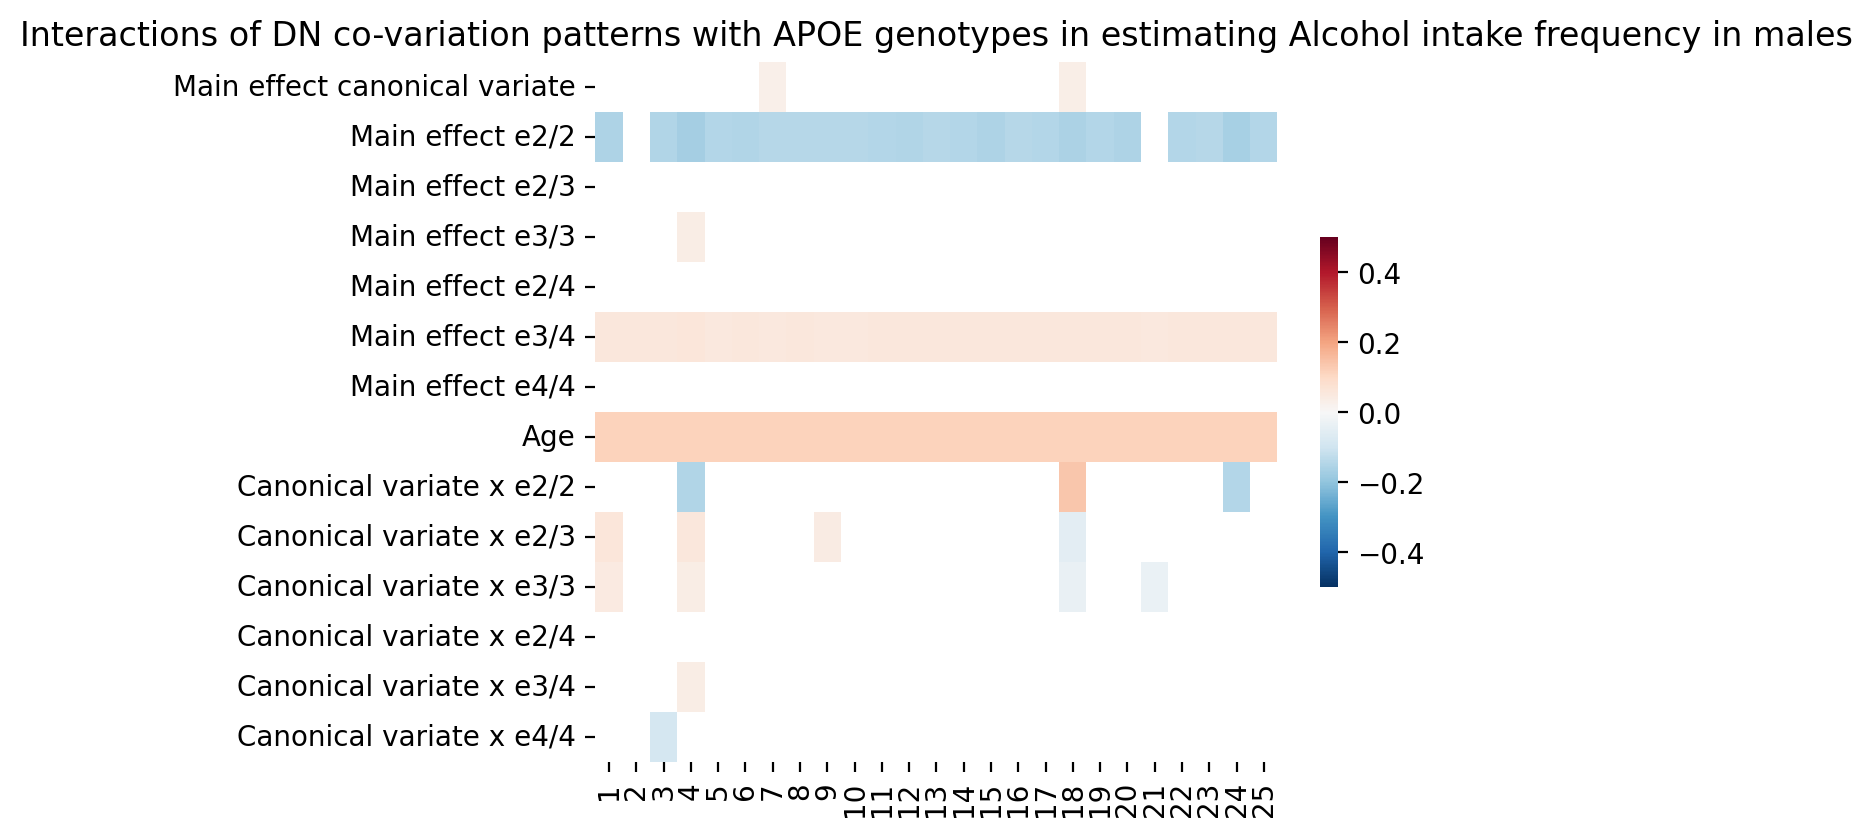 Interactions of DN co-variation patterns with APOE genotypes in estimating Alcohol intake frequency in males
Main effect canonical variate
Main effect e2/2
Main effect e2/3
Main effect e3/3
Main effect e2/4
Main effect e3/4
Main effect e4/4
Age
Canonical variate x e2/2
Canonical variate x e2/3
Canonical variate x e3/3
Canonical variate x e2/4
Canonical variate x e3/4
Canonical variate x e4/4
1 2 3 4 5 6 7 8 9 10 11 12 13 14 15 16 17 18 19 20 21 22 23 24 25
0.4
0.2
0.0
−0.2
−0.4